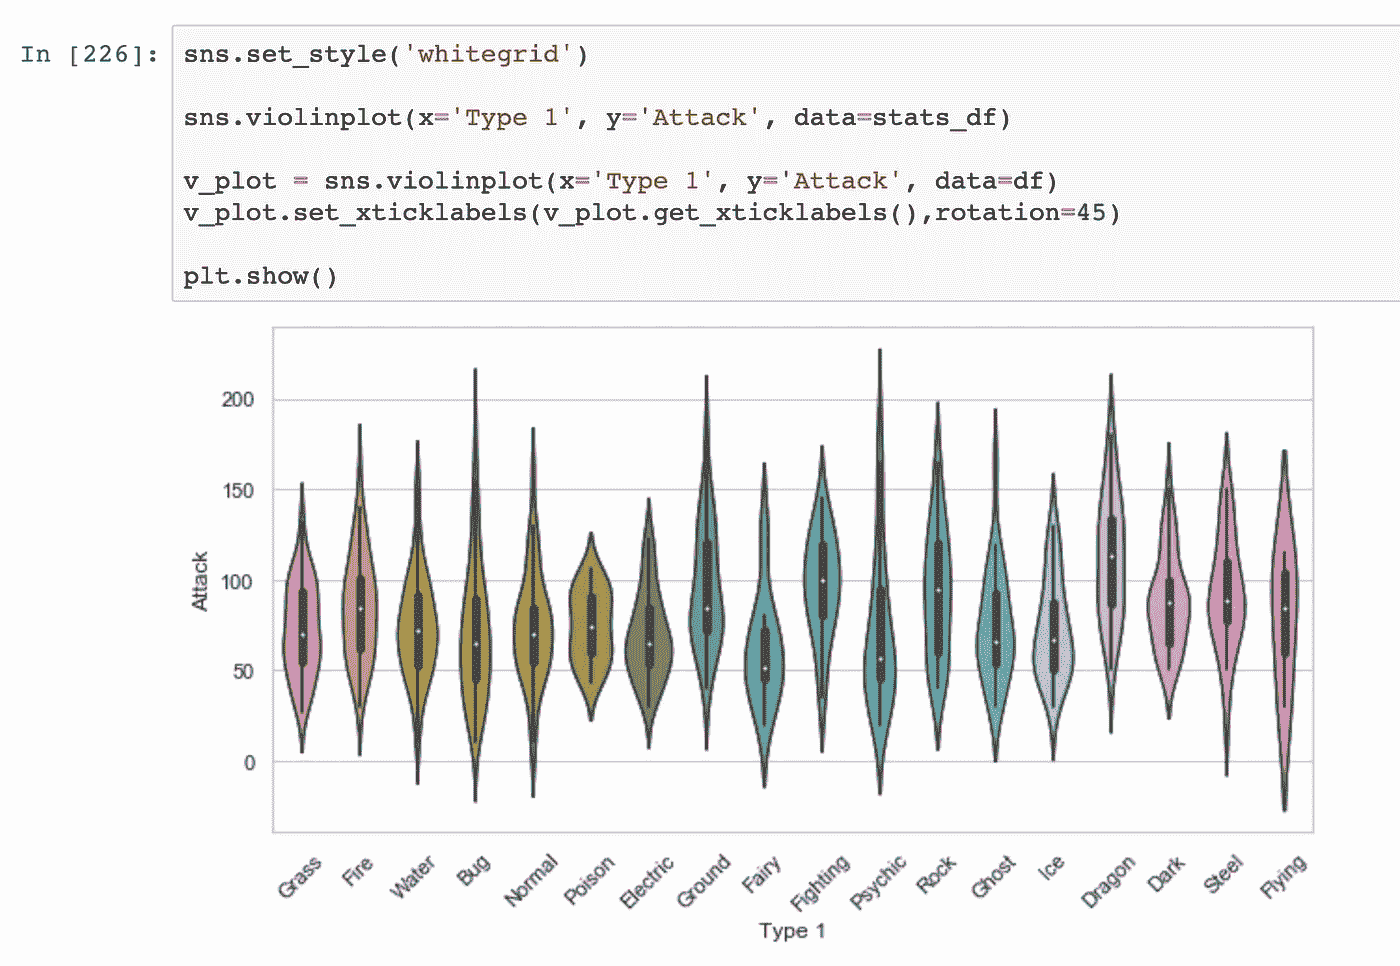 In [226]:
sns.set_style('whitegrid')
sns.violinplot(x='Type 1', y='Attack', data=stats_df)
v_plot = sns.violinplot(x='Type 1', y='Attack', data=df)
v_plot.set_xticklabels(v_plot.get_xticklabels(),rotation=45)
plt.show()
200
150
100
50
0
Attack
Grass
Fire
Water
Bug
Normal
Poison
Electric
Ground
Fairy
Fighting
Psychic
Rock
Ghost
Ice
Dragon
Dark
Steel
Flying
Type 1